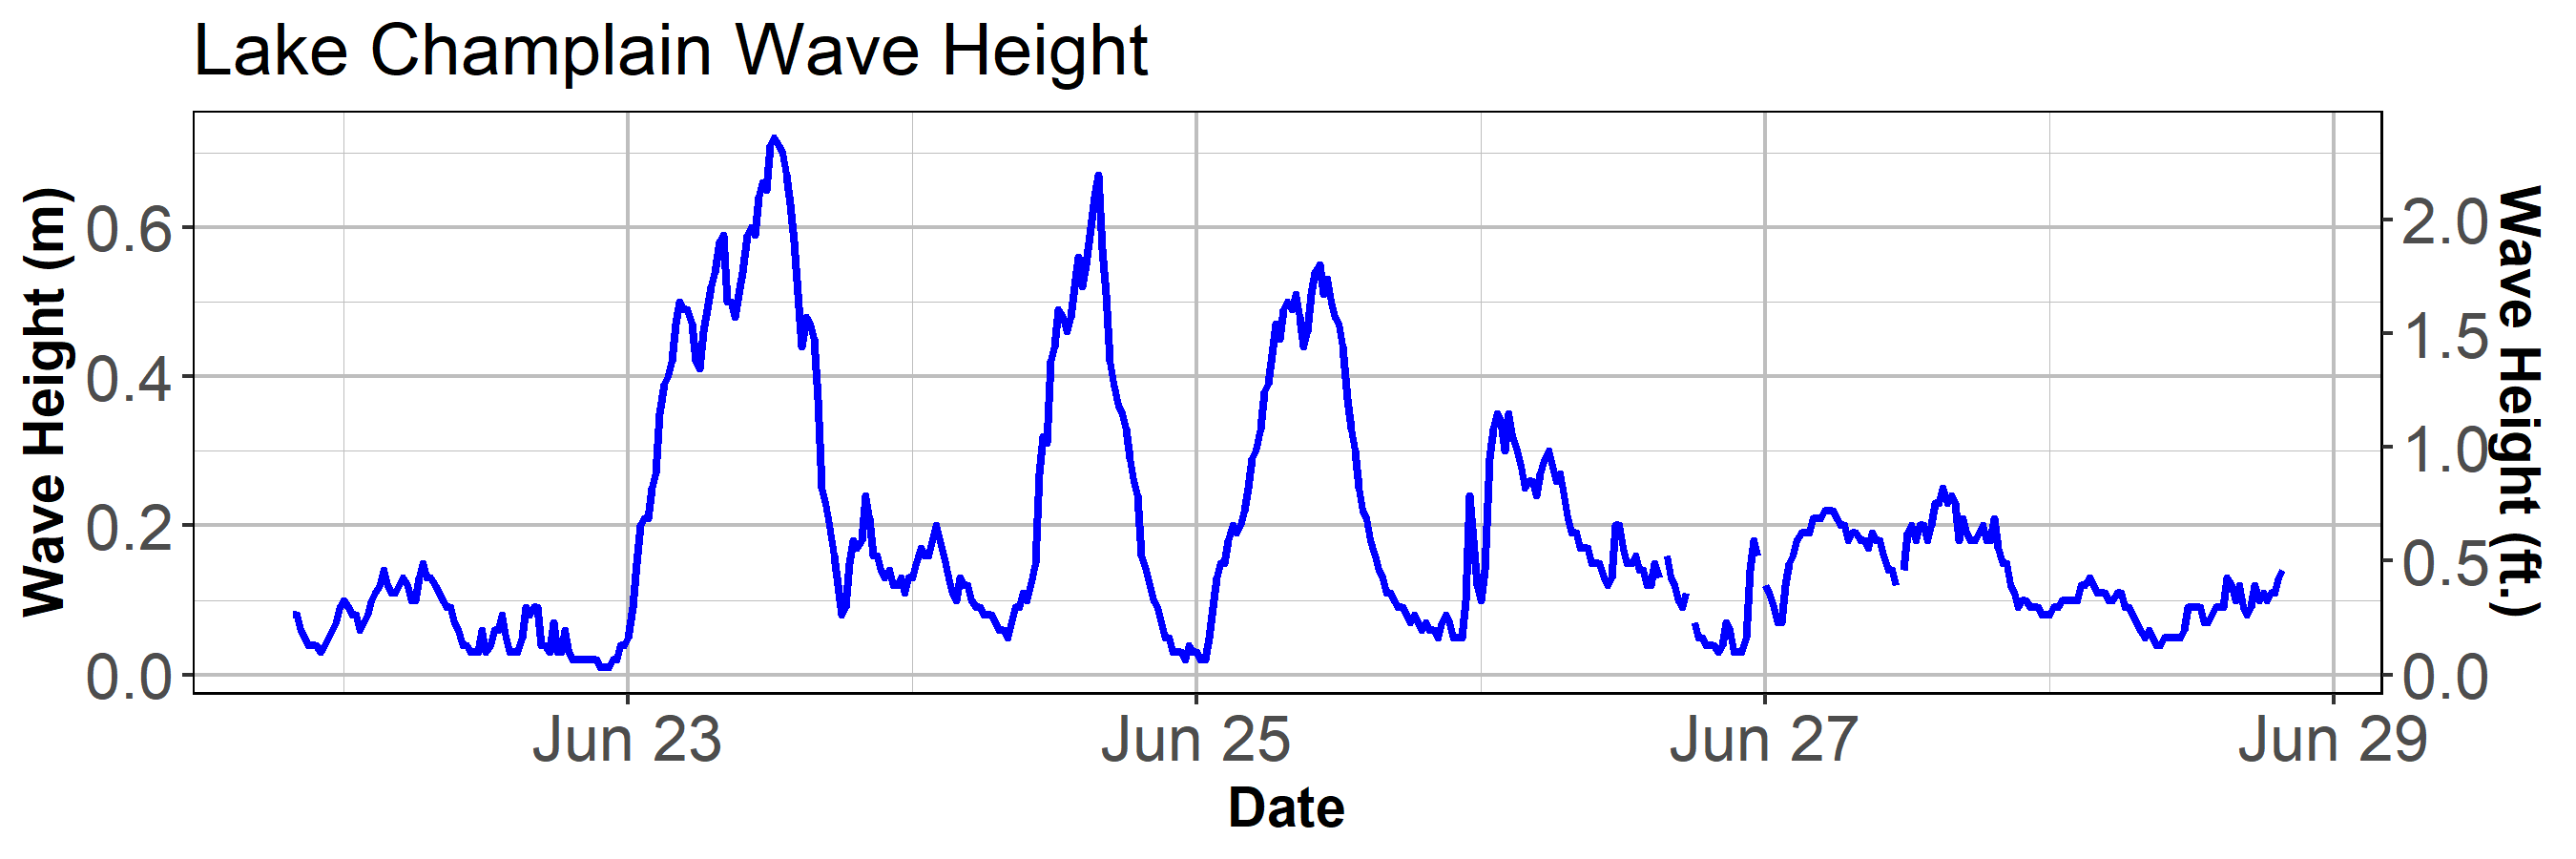 Lake Champlain Wave Height
Wave Height (m)
0.6
0.4
0.2
0.0
2.0
1.5
1.0
0.5
0.0
Wave Height (ft.)
Jun 23
Jun 25
Jun 27
Jun 29
Date